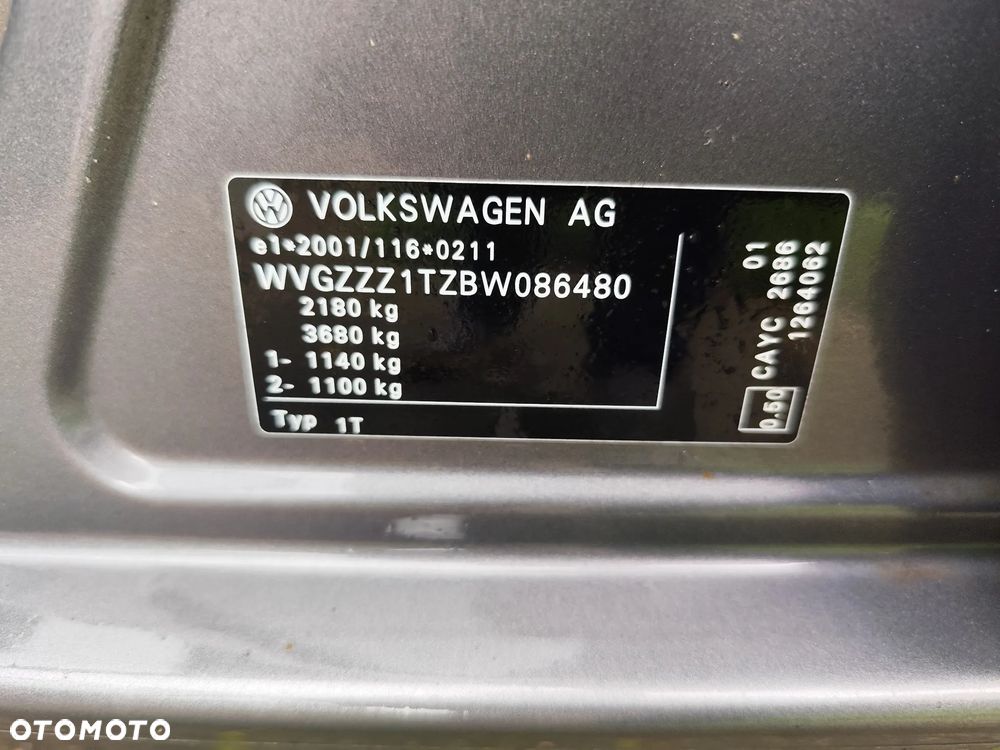 VOLKSWAGEN AG
e1*2001/116*0211
WVGZZZ1TZBW086480
2180 kg
3680 kg
1- 1140 kg
2- 1100 kg
Typ 1T
01
CAYC 2686
1264062
0.50
OTOMOTO